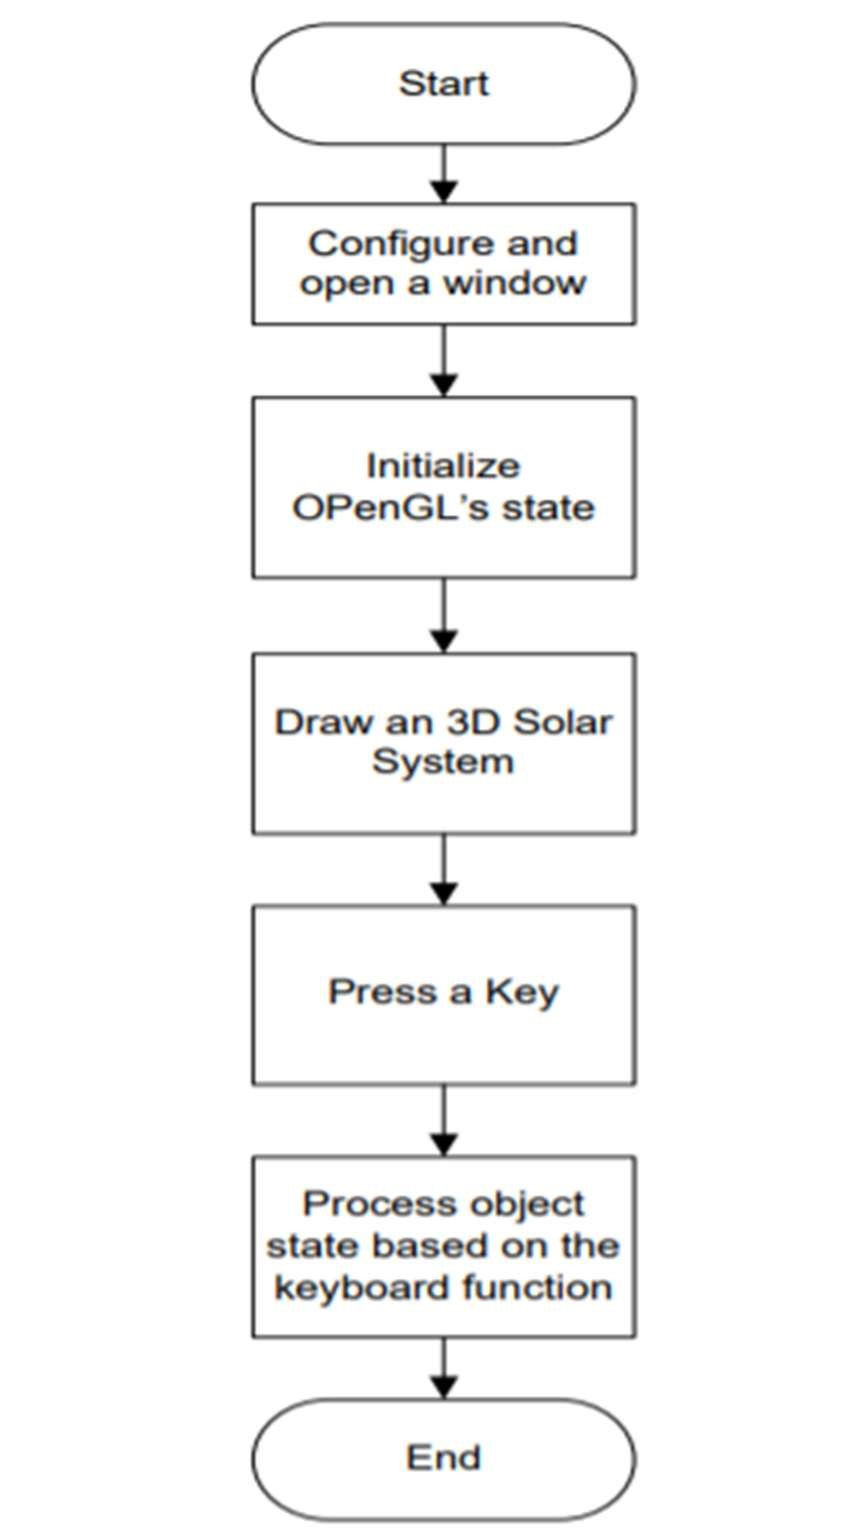 Start
Configure and
open a window
Initialize
OPenGL’s state
Draw an 3D Solar
System
Press a Key
Process object
state based on the
keyboard function
End